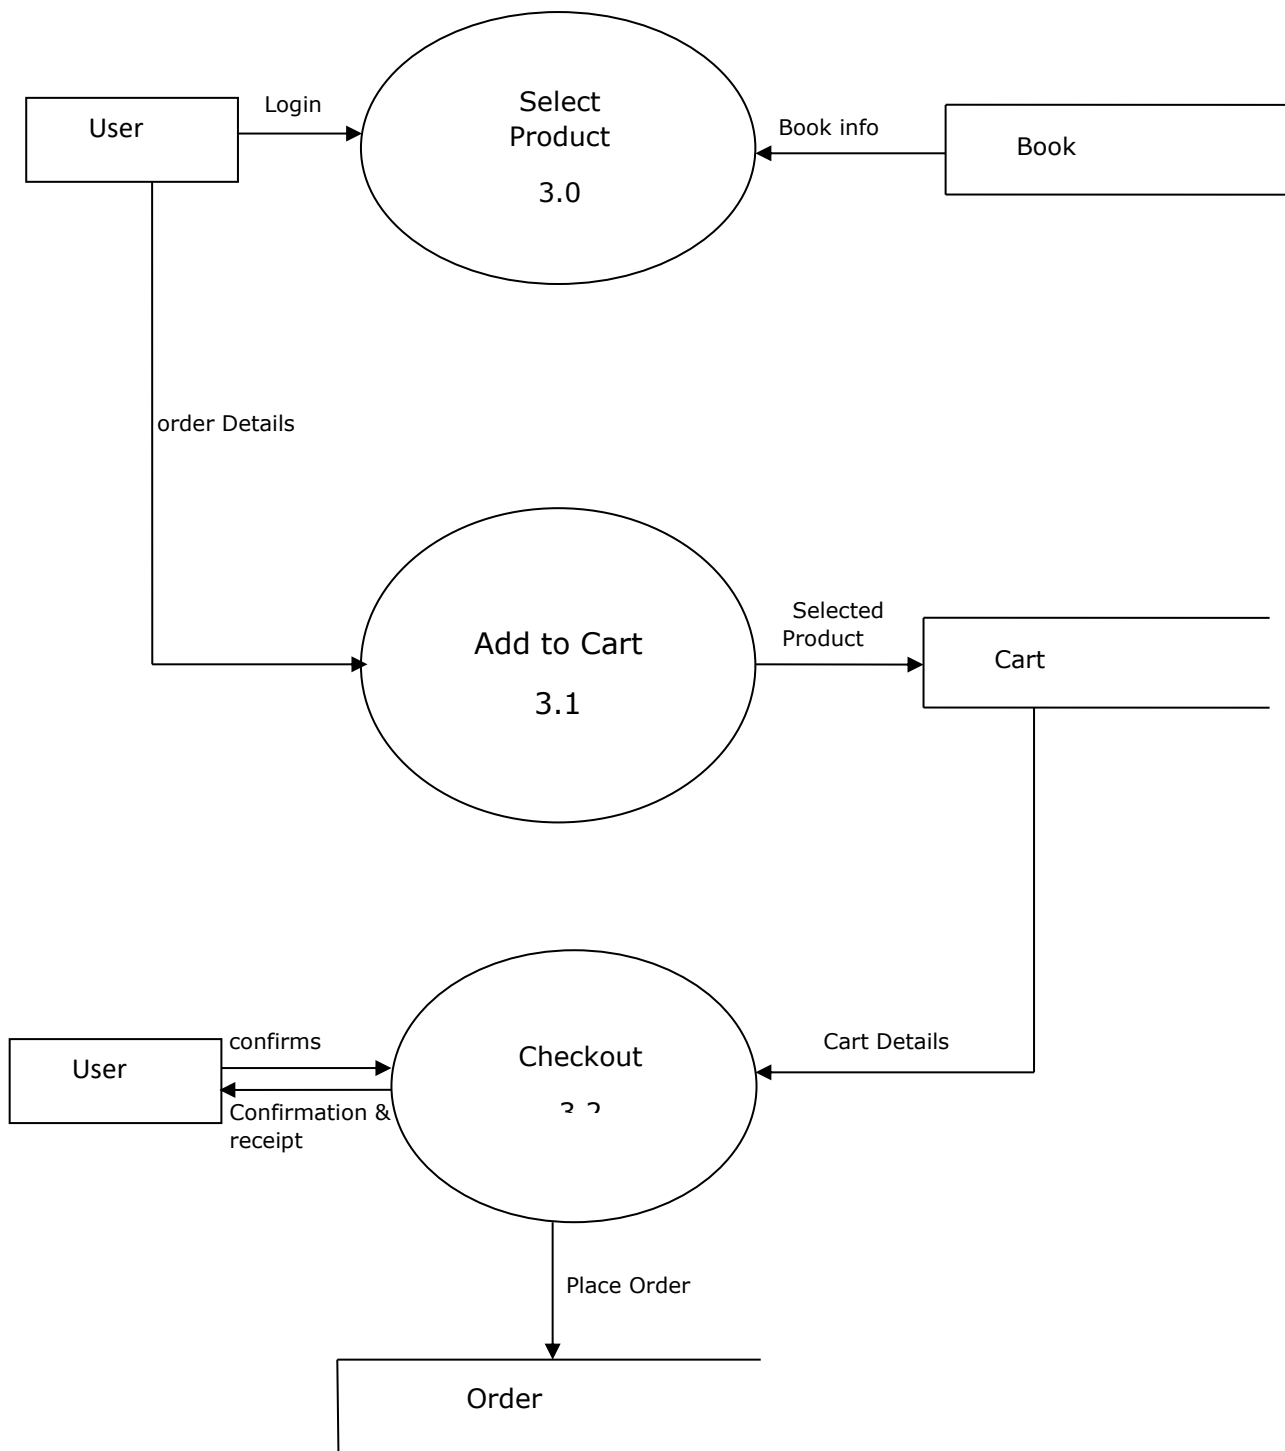 Login
User
Select
Product
3.0
Book info
Book
order Details
Add to Cart
3.1
Selected
Product
Cart
confirms
User
Confirmation &
receipt
Checkout
Cart Details
Place Order
Order